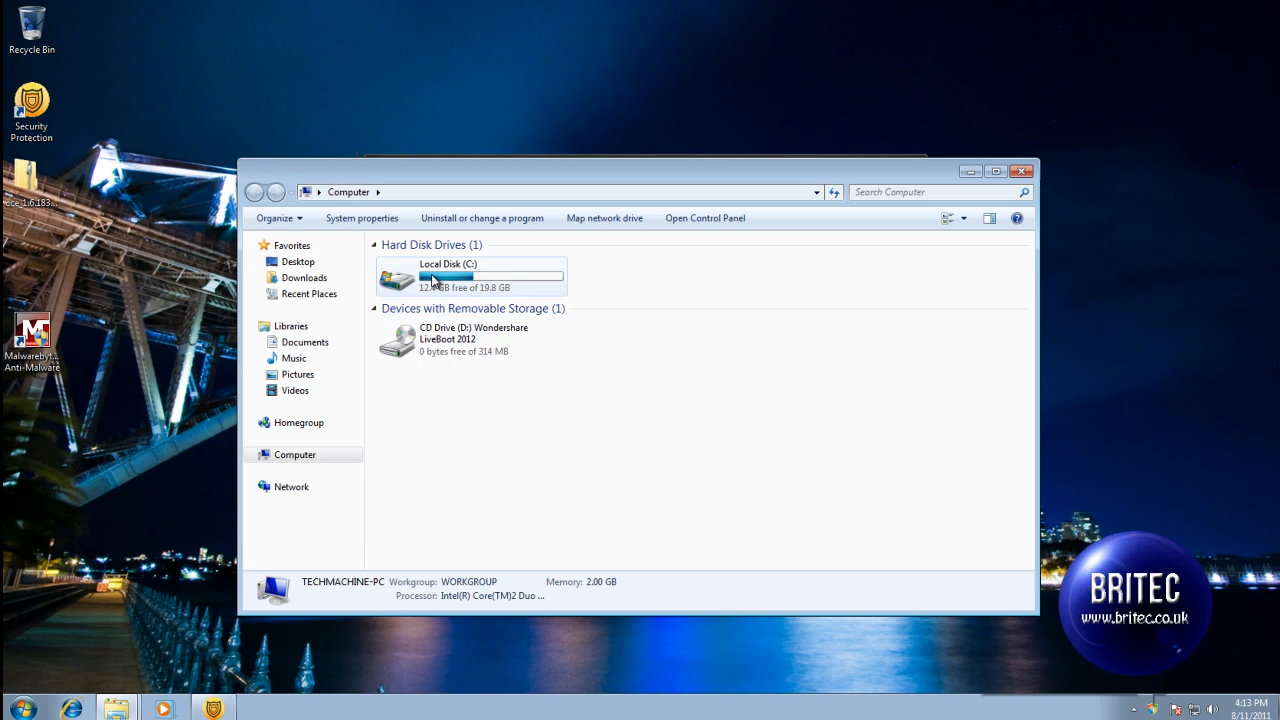 Recycle Bin
Security
Protection
cce-1.6.183...
Malwarebyt...
Anti-Malware
Computer
Search Computer
Organize
System properties
Uninstall or change a program
Map network drive
Open Control Panel
Favorites
Desktop
Downloads
Recent Places
Libraries
Documents
Music
Pictures
Videos
Homegroup
Computer
Network
Hard Disk Drives (1)
Local Disk (C:)
GB free of 19.8 GB
Devices with Removable Storage (1)
CD Drive (D:) Wondershare
LiveBoot 2012
0 bytes free of 314 MB
TECHMACHINE-PC Workgroup: WORKGROUP Memory: 2.00 GB
Processor: Intel(R) Core(TM)2 Duo ...
BRITEC
www.britec.co.uk
4:13 PM
8/11/2011